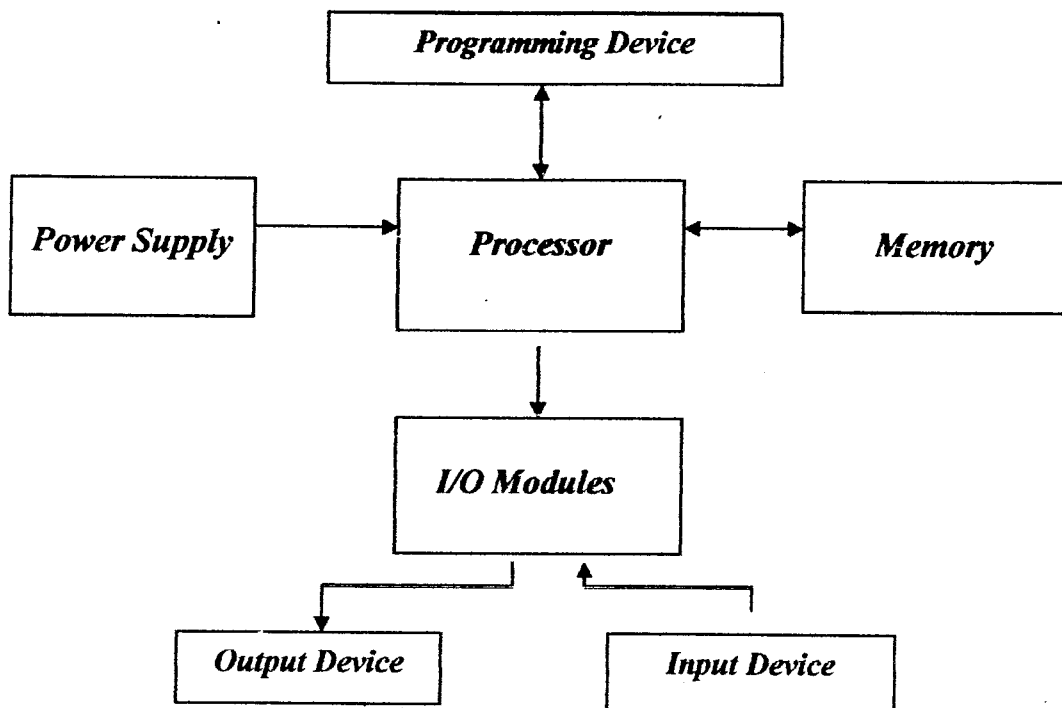 Programming Device
Power Supply
Processor
Memory
I/O Modules
Output Device
Input Device